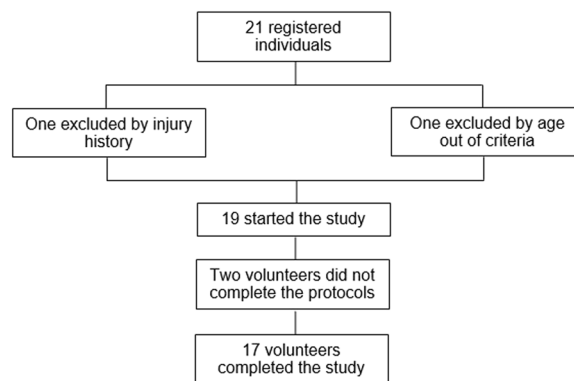 21 registered
individuals
One excluded by injury
history
One excluded by age
out of criteria
19 started the study
Two volunteers did not
complete the protocols
17 volunteers
completed the study